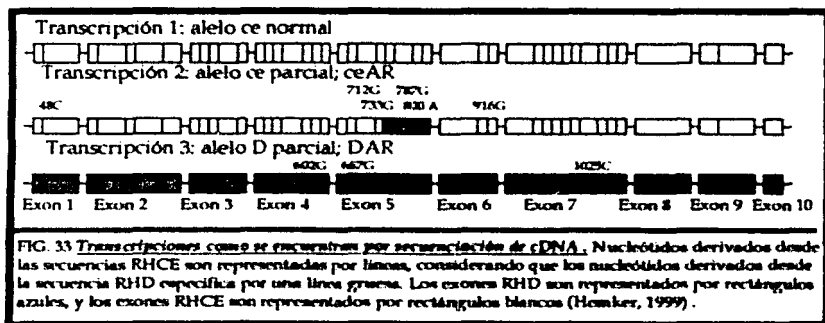 Transcripción 1: alelo ce normal
Transcripción 2: alelo ce parcial; ceAR
712G 787G
48C 733G 800 A 916G
Transcripción 3: alelo D parcial; DAR
602G 667G 1025C
Exon 1 Exon 2 Exon 3 Exon 4 Exon 5 Exon 6 Exon 7 Exon 8 Exon 9 Exon 10
FIG. 33 Transcripciones como se encuentran por secuenciación de cDNA. Nucleótidos derivados desde
las secuencias RHCE son representadas por líneas, considerando que los nucleótidos derivados desde
la secuencia RHD especifica por una línea gruesa. Los exones RHD son representados por rectángulos
azules, y los exones RHCE son representados por rectángulos blancos (Hemker, 1999) .